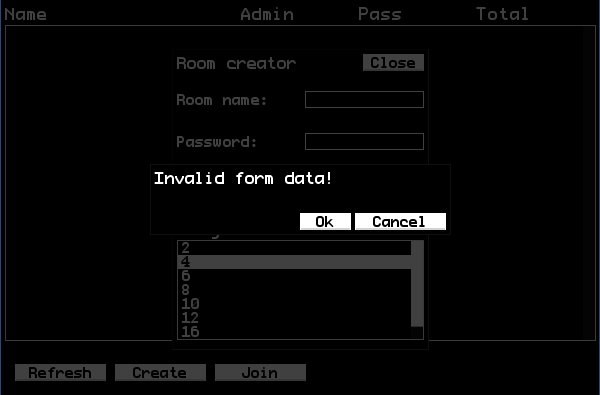 Name Admin Pass Total
Room creator Close
Room name:
Password:
Invalid form data!
Ok Cancel
2
4
6
8
10
12
16
Refresh Create Join